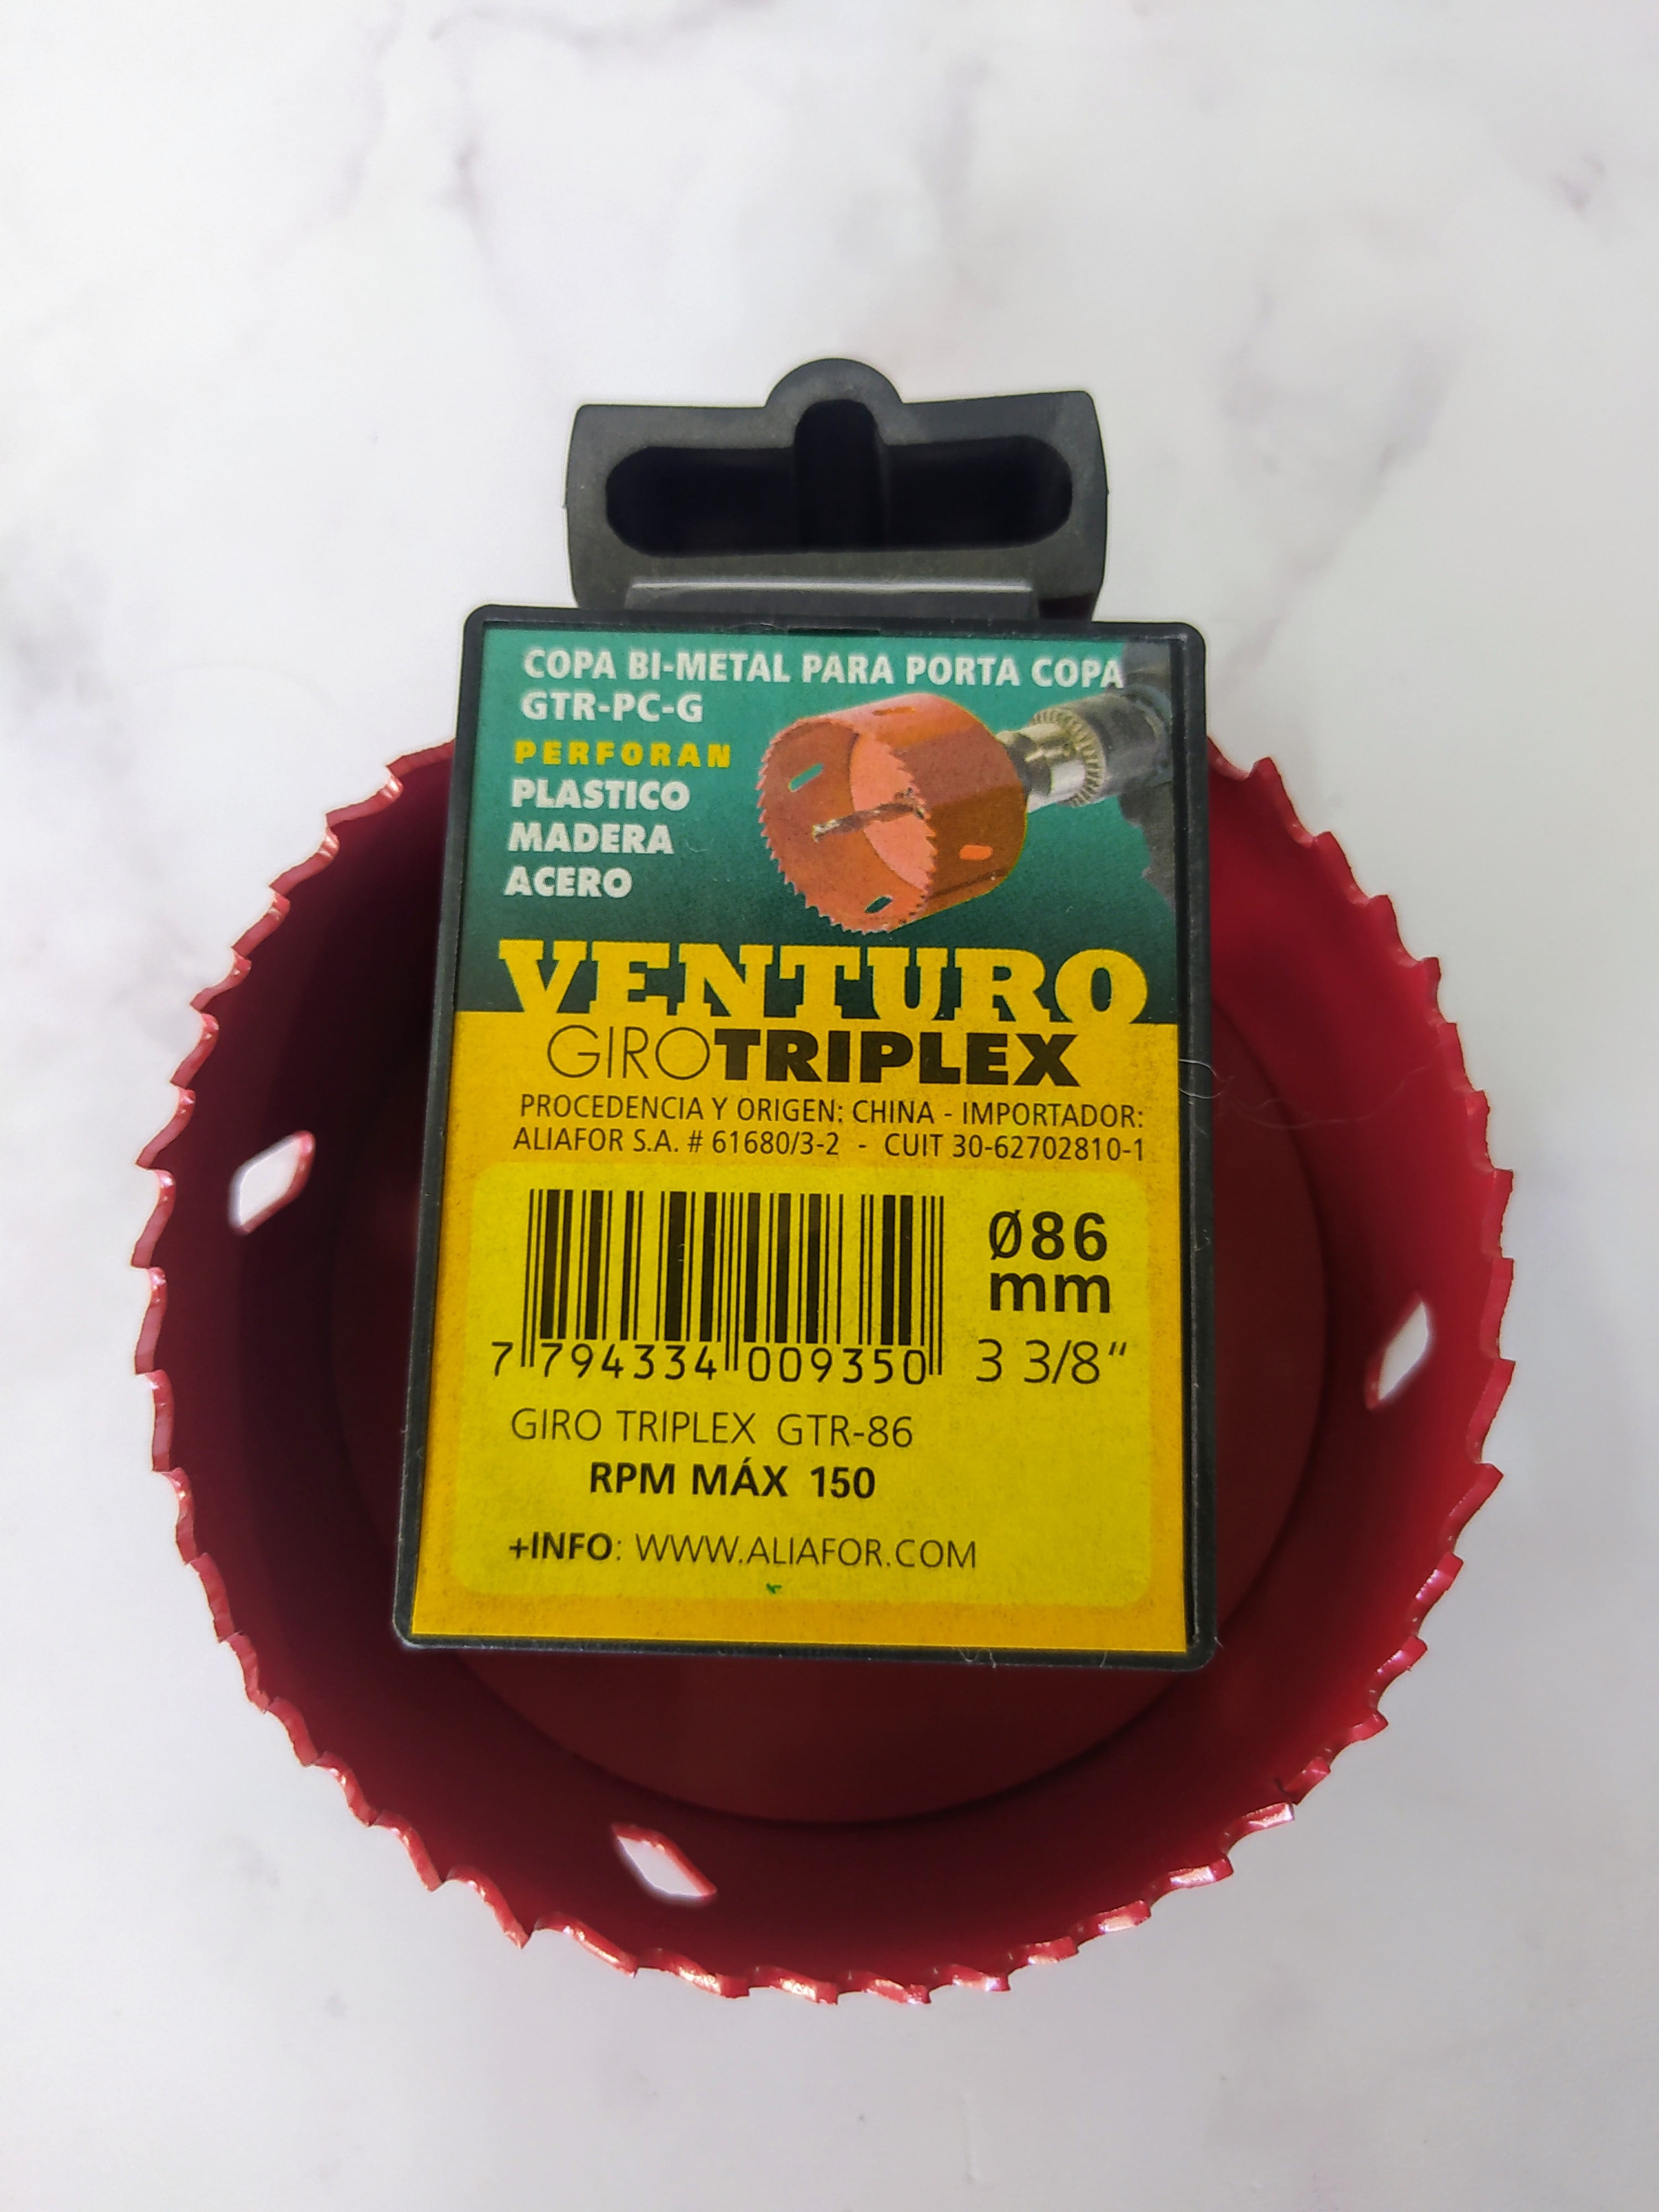 COPA BI-METAL PARA PORTA COPA
GTR-PC-G
PERFORAN
PLASTICO
MADERA
ACERO
VENTURO
GIROTRIPLEX
PROCEDENCIA Y ORIGEN: CHINA - IMPORTADOR:
ALIAFOR S.A. # 61680/3-2 - CUIT 30-62702810-1
Ø86
mm
7 794334 009350
3 3/8"
GIRO TRIPLEX GTR-86
RPM MÁX 150
+INFO: WWW.ALIAFOR.COM